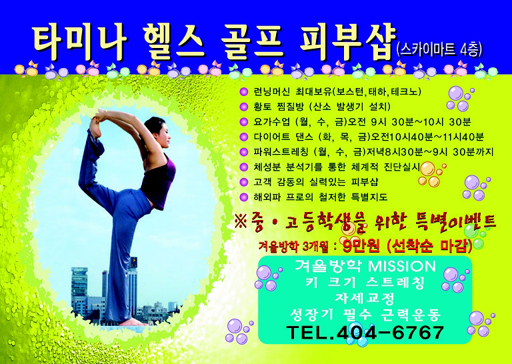 타미나 헬스 골프 피부샵(스카이마트 4층)
런닝머신 최대보유(보스턴,태하,테크노)
황토 찜질방 (산소 발생기 설치)
요가수업 (월, 수, 금)오전 9시 30분~10시 30분
다이어트 댄스 (화, 목, 금)오전10시40분~11시40분
파워스트레칭 (월, 수, 금)저녁8시30분~9시 30분까지
체성분 분석기를 통한 체계적 진단실시
고객 감동의 실력있는 피부샵
해외파 프로의 철저한 특별지도
※중·고등학생을 위한 특별이벤트
겨울방학 3개월 : 9만원 (선착순 마감)
겨울방학 MISSION
키 크기 스트레칭
자세교정
성장기 필수 근력운동
TEL.404-6767